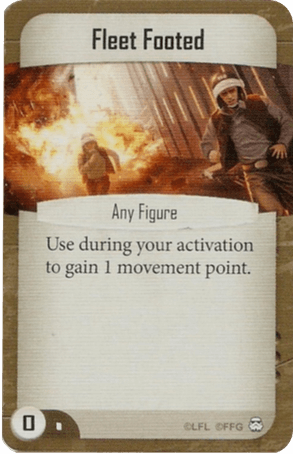 Fleet Footed
Any Figure
Use during your activation
to gain 1 movement point.
0
©LFL ©FFG